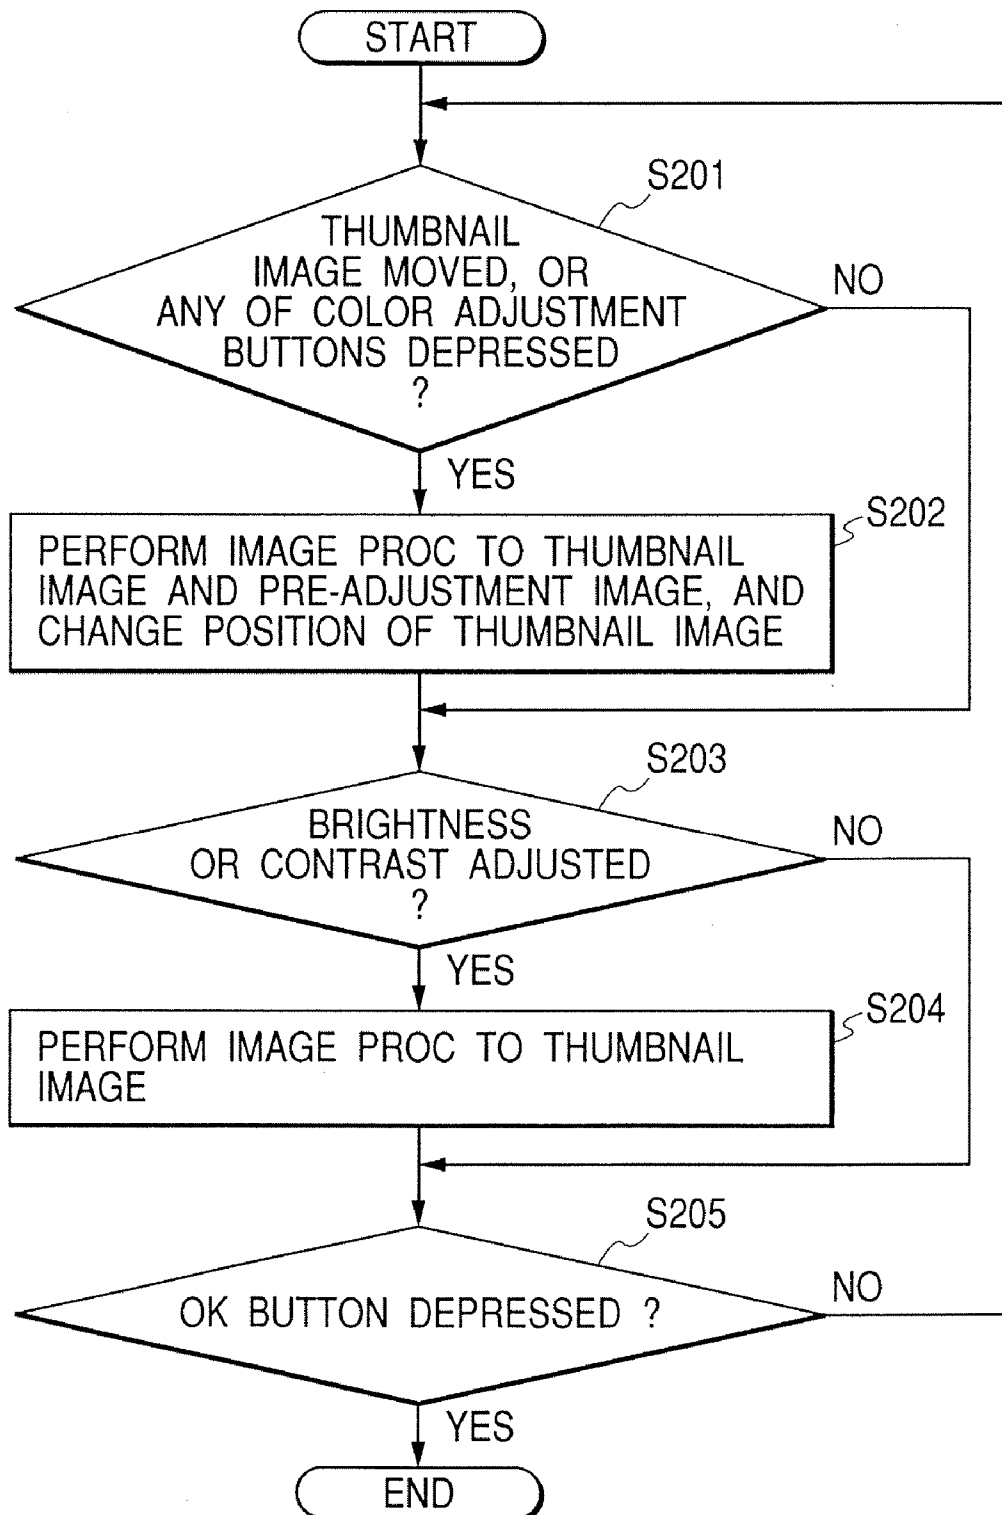 START
S201
THUMBNAIL
IMAGE MOVED, OR
ANY OF COLOR ADJUSTMENT
BUTTONS DEPRESSED
?
NO
YES
S202
PERFORM IMAGE PROC TO THUMBNAIL
IMAGE AND PRE-ADJUSTMENT IMAGE, AND
CHANGE POSITION OF THUMBNAIL IMAGE
S203
BRIGHTNESS
OR CONTRAST ADJUSTED
?
NO
YES
S204
PERFORM IMAGE PROC TO THUMBNAIL
IMAGE
S205
OK BUTTON DEPRESSED ?
NO
YES
END